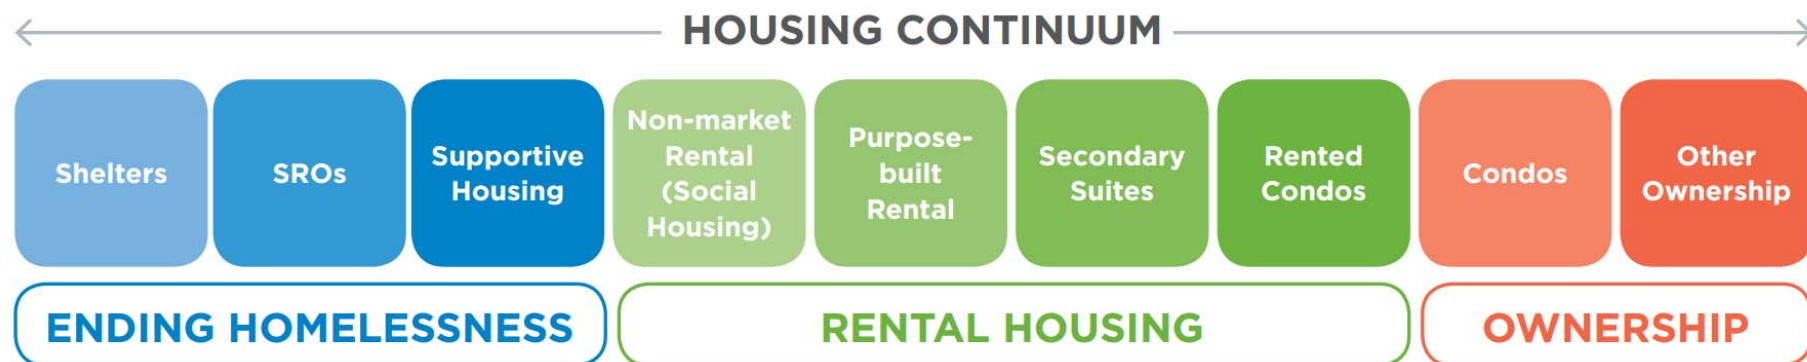 HOUSING CONTINUUM
Shelters
SROs
Supportive
Housing
Non-market
Rental
(Social
Housing)
Purpose-
built
Rental
Secondary
Suites
Rented
Condos
Condos
Other
Ownership
ENDING HOMELESSNESS
RENTAL HOUSING
OWNERSHIP